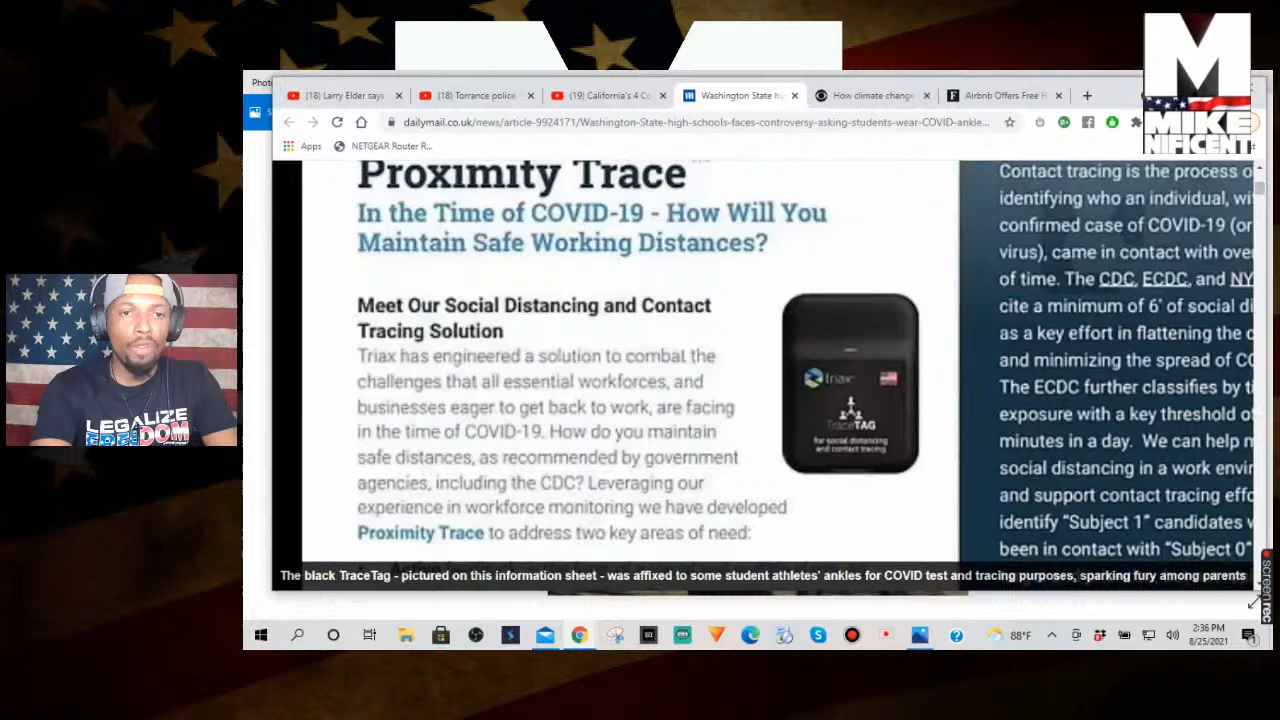 Photo
(18) Larry Elder says
(18) Torrance police
(19) California's 4 Co
Washington State hi
How climate change
Airbnb Offers Free H
dailymail.co.uk/news/article-9924171/Washington-State-high-schools-faces-controversy-asking-students-wear-COVID-ankle...
Apps
NETGEAR Router R...
M
MIKE
NIFICENT
Proximity Trace
In the Time of COVID-19 - How Will You
Maintain Safe Working Distances?
Meet Our Social Distancing and Contact
Tracing Solution
Triax has engineered a solution to combat the
challenges that all essential workforces, and
businesses eager to get back to work, are facing
in the time of COVID-19. How do you maintain
safe distances, as recommended by government
agencies, including the CDC? Leveraging our
experience in workforce monitoring we have developed
Proximity Trace to address two key areas of need:
triax
TraceTAG
for social distancing
and contact tracing
Contact tracing is the process o
identifying who an individual, wi
confirmed case of COVID-19 (or
virus), came in contact with over
of time. The CDC, ECDC, and NY
cite a minimum of 6' of social di
as a key effort in flattening the c
and minimizing the spread of CO
The ECDC further classifies by ti
exposure with a key threshold of
minutes in a day. We can help m
social distancing in a work envir
and support contact tracing effo
identify "Subject 1" candidates w
been in contact with "Subject 0"
The black TraceTag - pictured on this information sheet - was affixed to some student athletes' ankles for COVID test and tracing purposes, sparking fury among parents
LEGALIZE
FREEDOM
screenrec
88°F
2:36 PM
8/25/2021